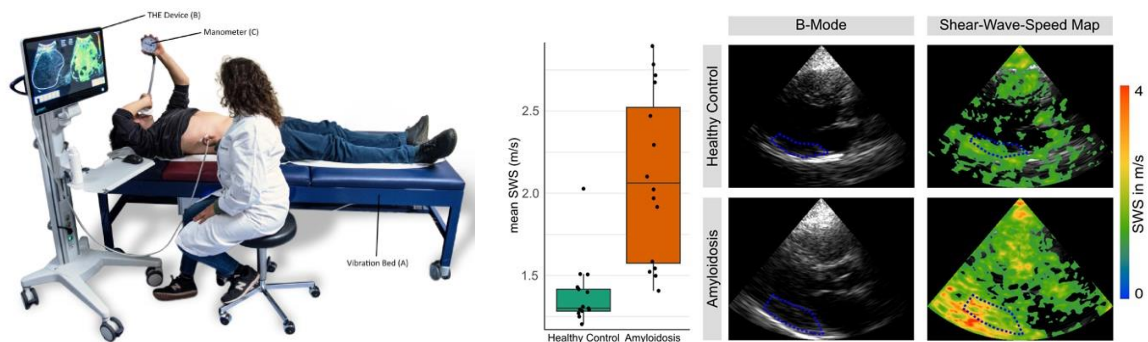 THE Device (B)
Manometer (C)
Vibration Bed (A)
mean SWS (m/s)
2.5
2.0
1.5
Healthy Control
Amyloidosis
B-Mode
Shear-Wave-Speed Map
Healthy Control
Amyloidosis
4
SWS in m/s
0